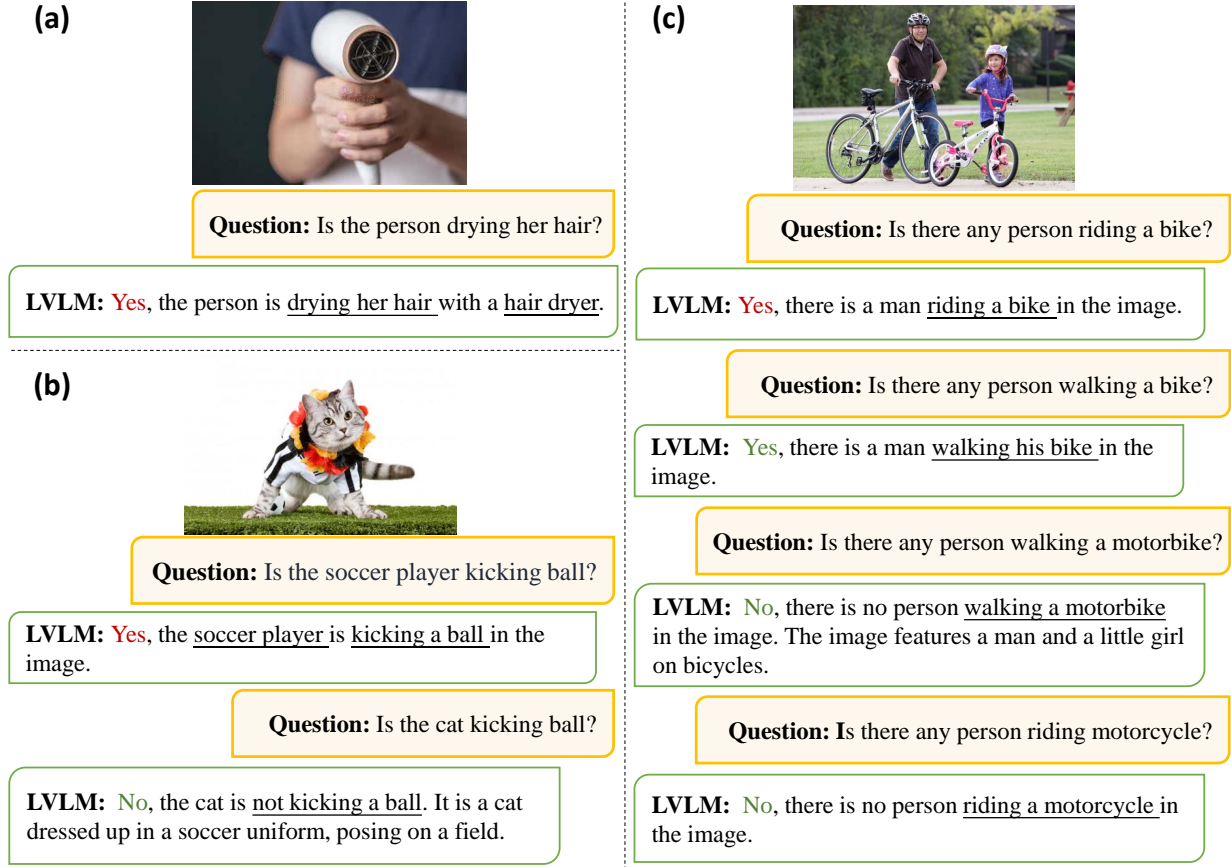 (a)
Question: Is the person drying her hair?
LVLM: Yes, the person is drying her hair with a hair dryer.
(b)
Question: Is the soccer player kicking ball?
LVLM: Yes, the soccer player is kicking a ball in the
image.
Question: Is the cat kicking ball?
LVLM: No, the cat is not kicking a ball. It is a cat
dressed up in a soccer uniform, posing on a field.
(c)
Question: Is there any person riding a bike?
LVLM: Yes, there is a man riding a bike in the image.
Question: Is there any person walking a bike?
LVLM: Yes, there is a man walking his bike in the
image.
Question: Is there any person walking a motorbike?
LVLM: No, there is no person walking a motorbike
in the image. The image features a man and a little girl
on bicycles.
Question: Is there any person riding motorcycle?
LVLM: No, there is no person riding a motorcycle in
the image.